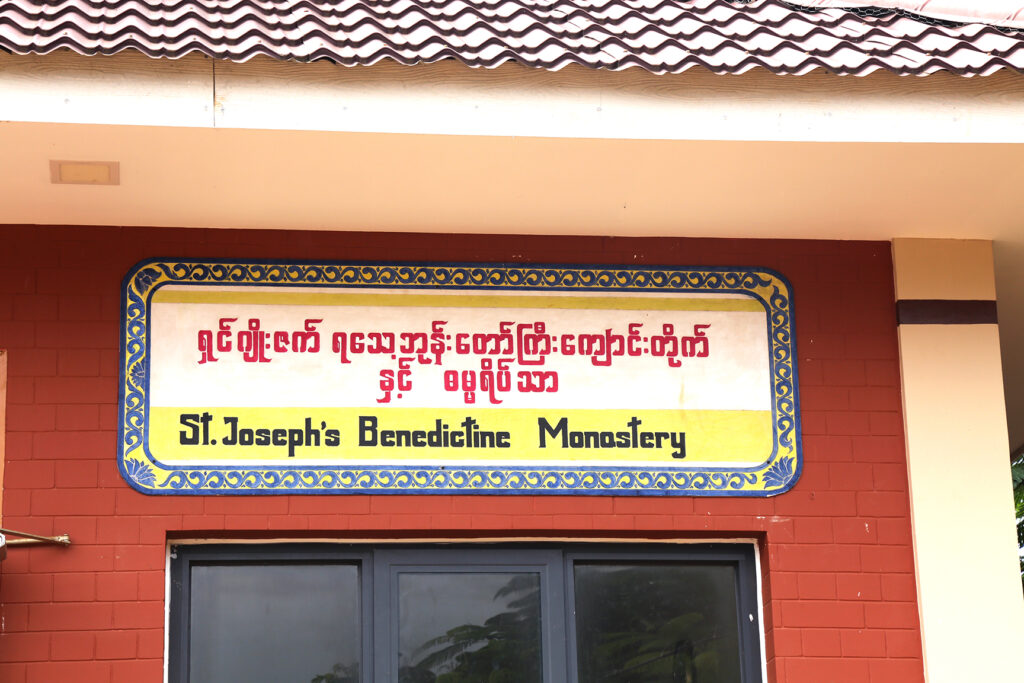 ရှင်ဂျိုးဇက် ရသေ့ဘုန်းတော်ကြီးကျောင်းတိုက်
နှင့် ဓမ္မရိပ်သာ
St. Joseph's Benedictine Monastery